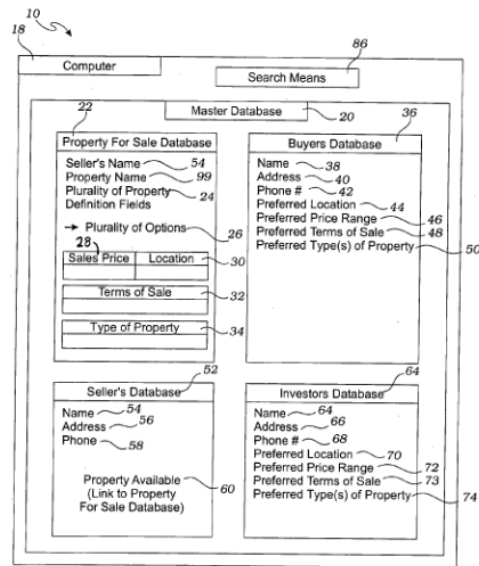 10
18
Computer
86
Search Means
Master Database
20
22
Property For Sale Database
Seller's Name 54
Property Name 99
Plurality of Property 24
Definition Fields
→ Plurality of Options 26
28
Sales Price Location 30
Terms of Sale 32
Type of Property 34
36
Buyers Database
Name 38
Address 40
Phone # 42
Preferred Location 44
Preferred Price Range 46
Preferred Terms of Sale 48
Preferred Type(s) of Property 50
52
Seller's Database
Name 54
Address 56
Phone 58
Property Available 60
(Link to Property
For Sale Database)
64
Investors Database
Name 64
Address 66
Phone # 68
Preferred Location 70
Preferred Price Range 72
Preferred Terms of Sale 73
Preferred Type(s) of Property 74